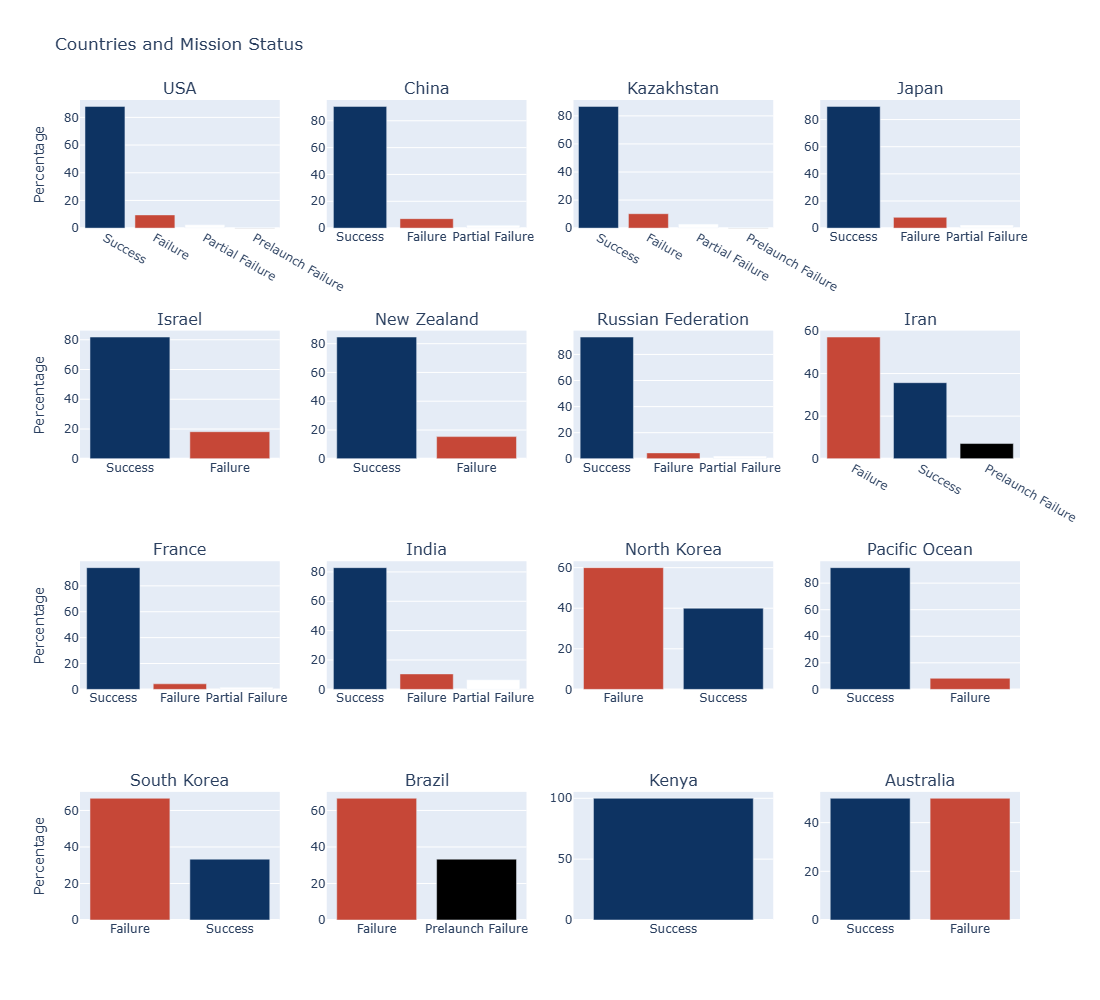 Countries and Mission Status
USA
China
Kazakhstan
Japan
Percentage
80
60
40
20
0
Success
Failure
Partial Failure
Prelaunch Failure
80
60
40
20
0
Success
Failure
Partial Failure
80
60
40
20
0
Success
Failure
Partial Failure
Prelaunch Failure
80
60
40
20
0
Success
Failure
Partial Failure
Israel
New Zealand
Russian Federation
Iran
Percentage
80
60
40
20
0
Success
Failure
80
60
40
20
0
Success
Failure
80
60
40
20
0
Success
Failure
Partial Failure
60
40
20
0
Failure
Success
Prelaunch Failure
France
India
North Korea
Pacific Ocean
Percentage
80
60
40
20
0
Success
Failure
Partial Failure
80
60
40
20
0
Success
Failure
Partial Failure
60
40
20
0
Failure
Success
80
60
40
20
0
Success
Failure
South Korea
Brazil
Kenya
Australia
Percentage
60
40
20
0
Failure
Success
60
40
20
0
Failure
Prelaunch Failure
100
50
0
Success
40
20
0
Success
Failure